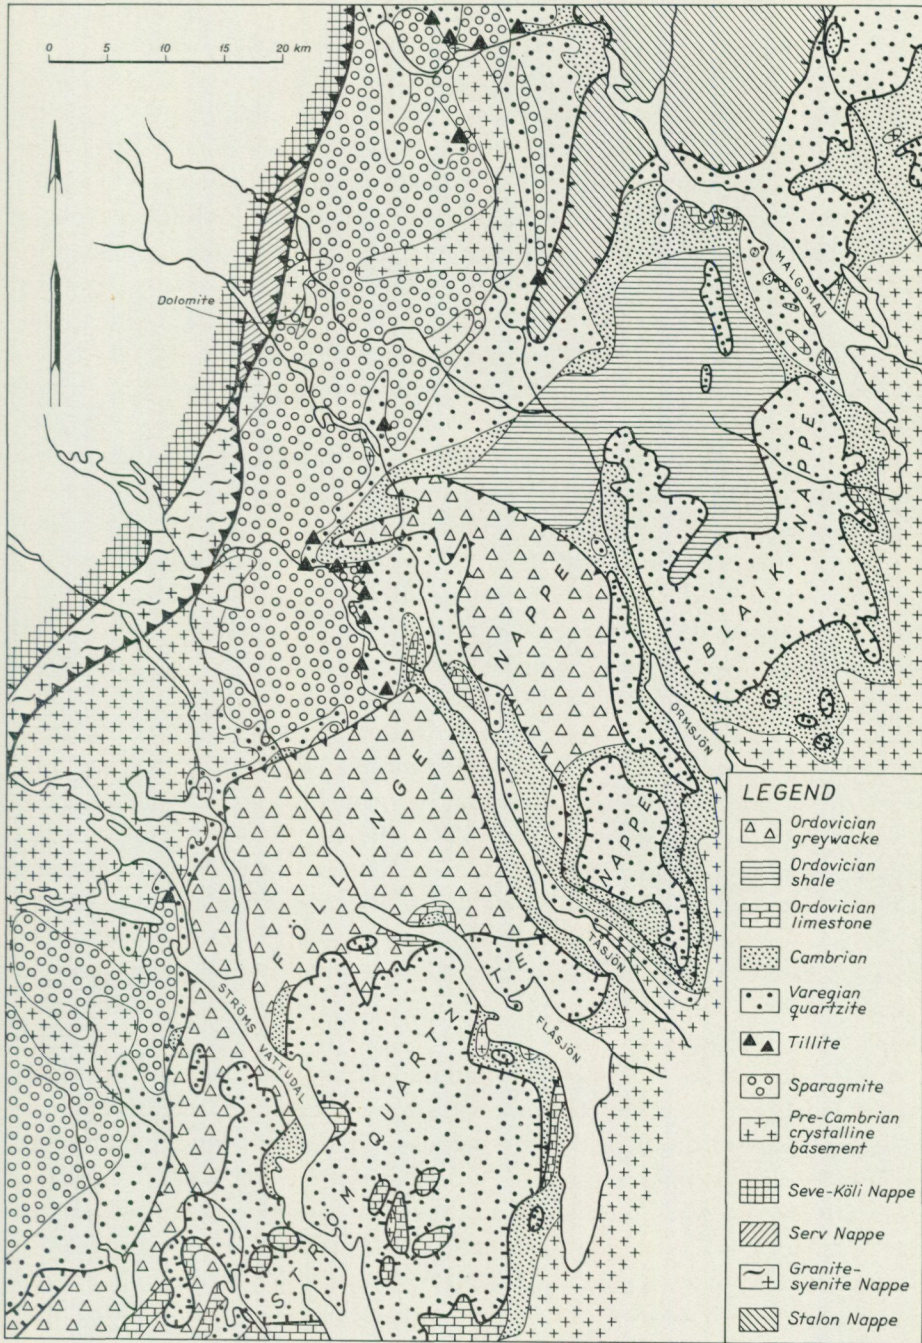 0 5 10 15 20 km
Dolomite
D
MALGOMAJ
BLAIK NAPPE
NAPPE
ORMSJÖN
FÖLLINGE
NAPPE
TÅSJÖN
STRÖMS VATTUDAL
FLÅSJÖN
STRÖM QUARTZITE
LEGEND
Ordovician
greywacke
Ordovician
shale
Ordovician
limestone
Cambrian
Varegian
quartzite
Tillite
Sparagmite
Pre-Cambrian
crystalline
basement
Seve-Köli Nappe
Serv Nappe
Granite-
syenite Nappe
Stalon Nappe